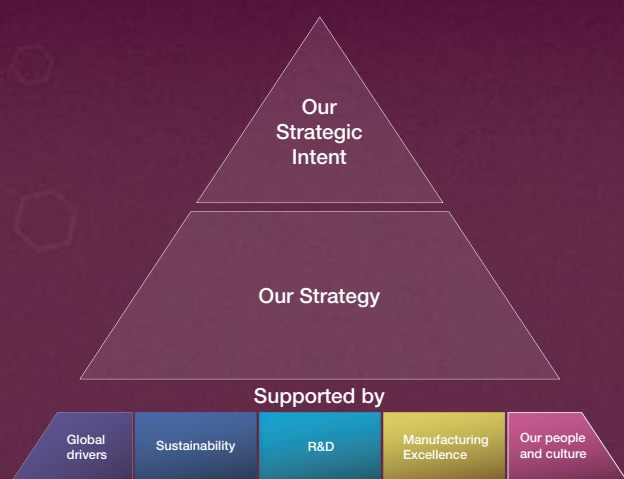 Our
Strategic
Intent
Our Strategy
Supported by
Global
drivers
Sustainability
R&D
Manufacturing
Excellence
Our people
and culture